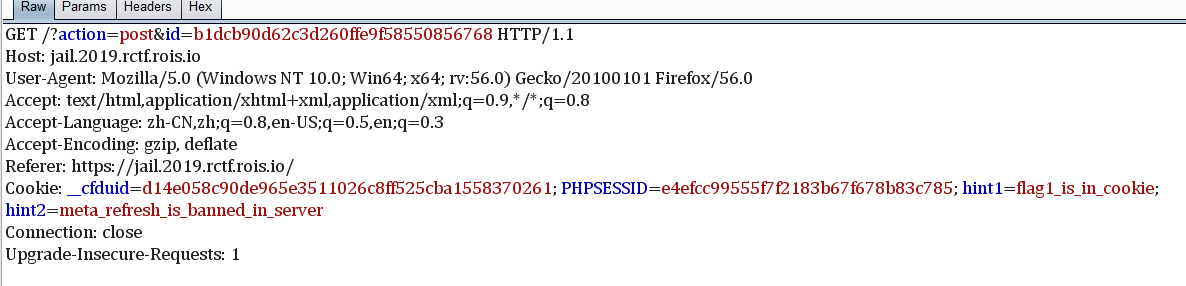 Raw Params Headers Hex
GET /?action=post&id=b1dcb90d62c3d260ffe9f58550856768 HTTP/1.1
Host: jail.2019.rctf.rois.io
User-Agent: Mozilla/5.0 (Windows NT 10.0; Win64; x64; rv:56.0) Gecko/20100101 Firefox/56.0
Accept: text/html,application/xhtml+xml,application/xml;q=0.9,*/*;q=0.8
Accept-Language: zh-CN,zh;q=0.8,en-US;q=0.5,en;q=0.3
Accept-Encoding: gzip, deflate
Referer: https://jail.2019.rctf.rois.io/
Cookie: __cfduid=d14e058c90de965e3511026c8ff525cba1558370261; PHPSESSID=e4efcc99555f7f2183b67f678b83c785; hint1=flag1_is_in_cookie;
hint2=meta_refresh_is_banned_in_server
Connection: close
Upgrade-Insecure-Requests: 1